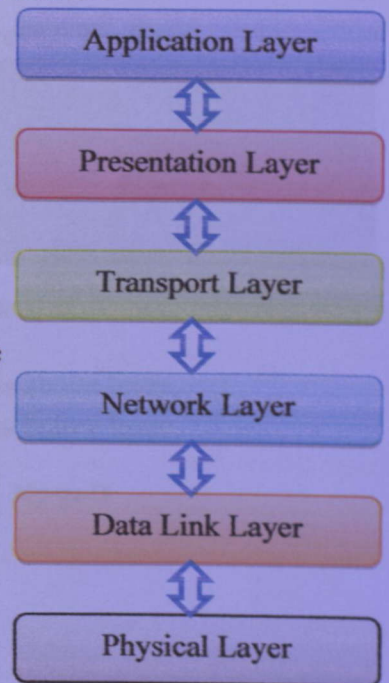 Application Layer
Presentation Layer
Transport Layer
Network Layer
Data Link Layer
Physical Layer